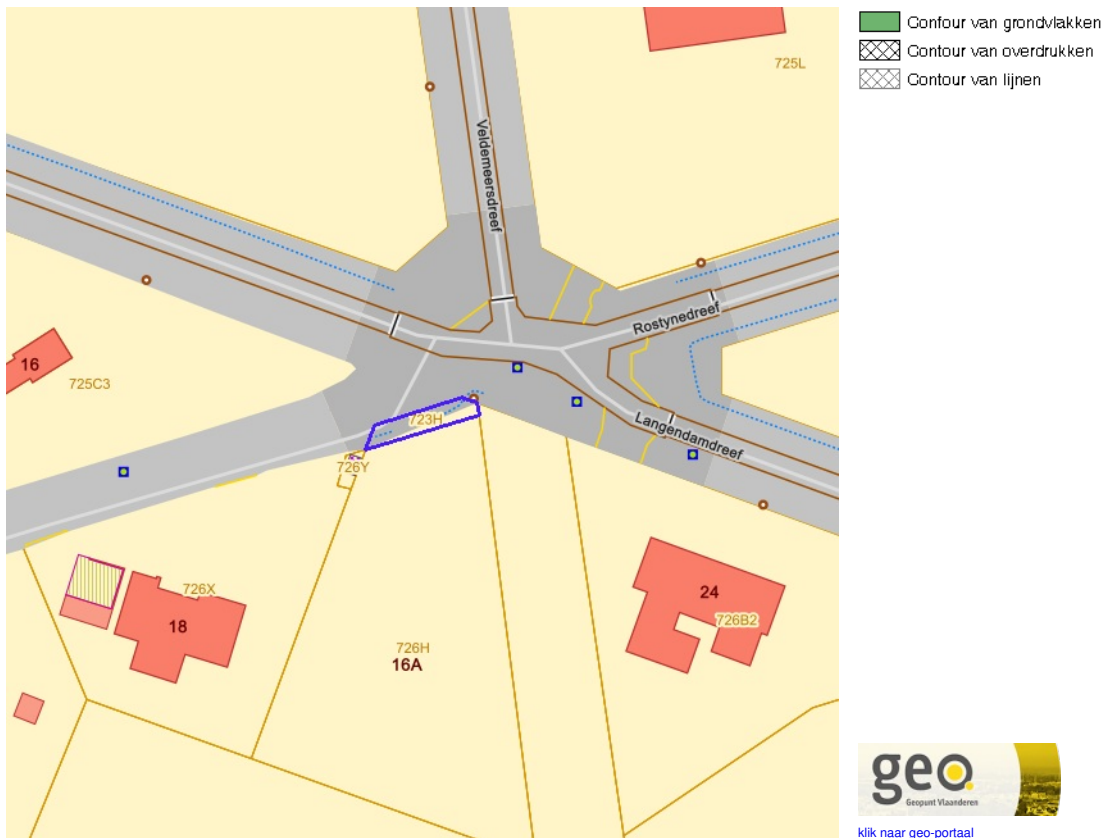 Contour van grondvlakken
Contour van overdrukken
Contour van lijnen
725L
Veldemeersdreef
Rostynedreef
16
725C3
723H
Langendamdreef
726Y
726X
18
24
726B2
726H
16A
geo
Geopunt Vlaanderen
klik naar geo-portaal